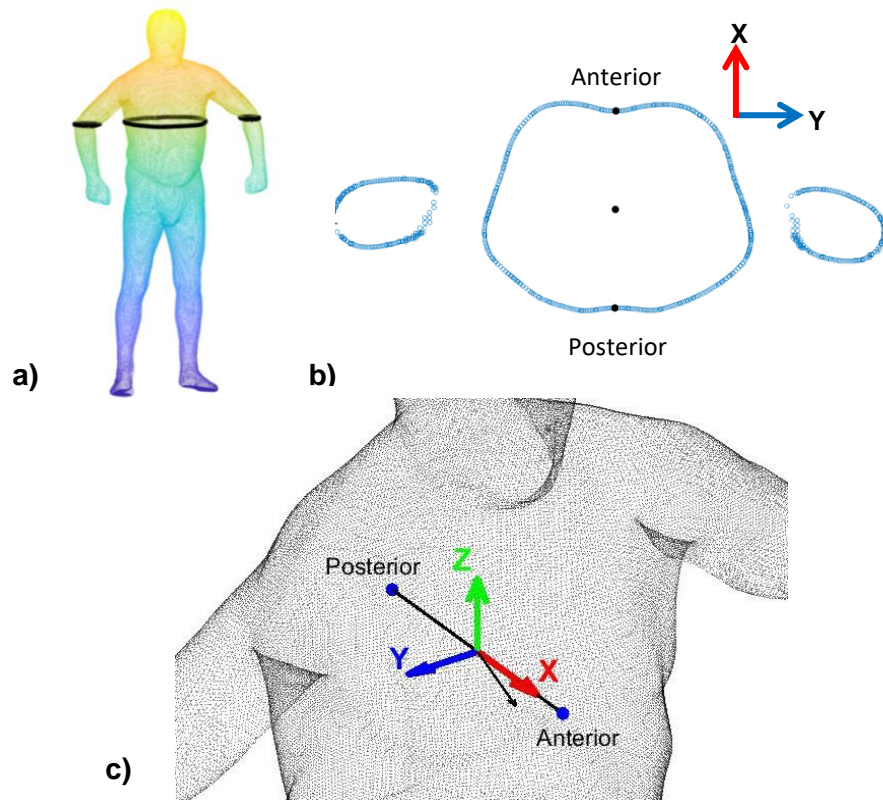 X
Anterior
Y
Posterior
a)
b)
Posterior
Z
Y
X
Anterior
c)